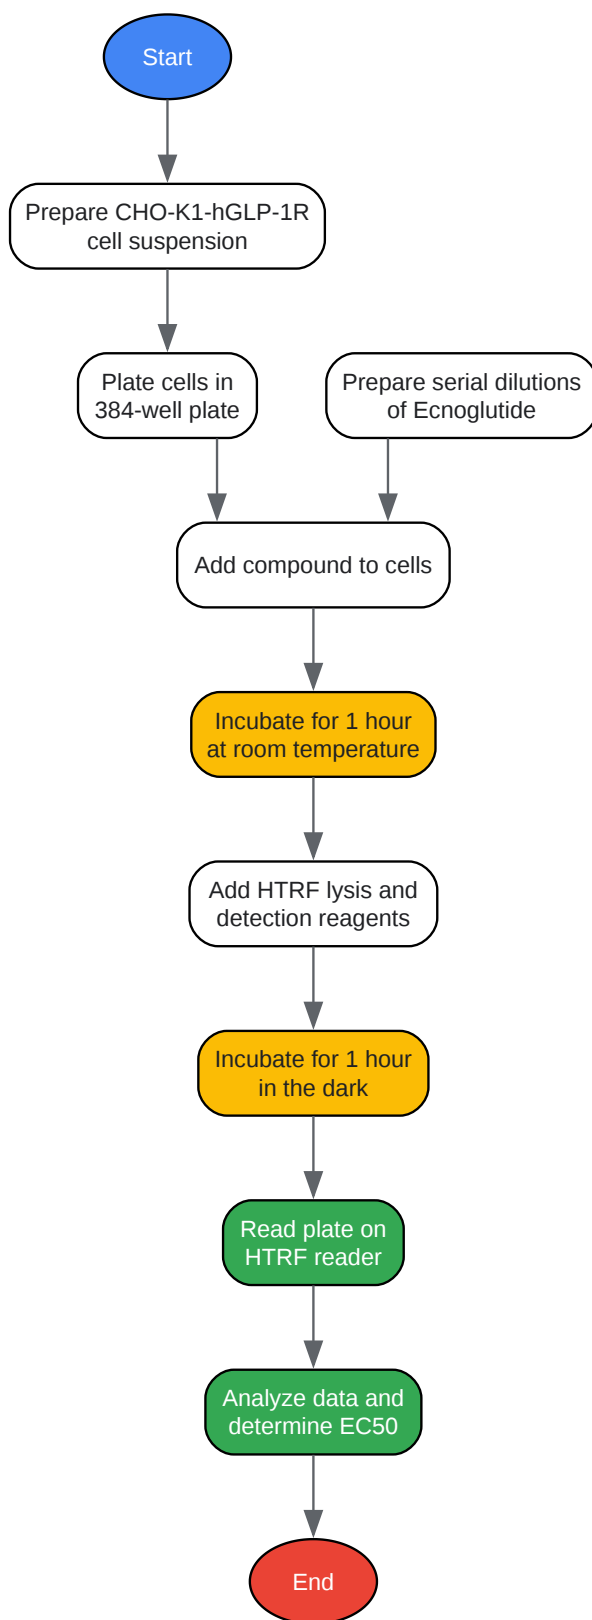 Start
Prepare CHO-K1-hGLP-1R
cell suspension
Plate cells in
384-well plate
Prepare serial dilutions
of Ecnoglutide
Add compound to cells
Incubate for 1 hour
at room temperature
Add HTRF lysis and
detection reagents
Incubate for 1 hour
in the dark
Read plate on
HTRF reader
Analyze data and
determine EC50
End